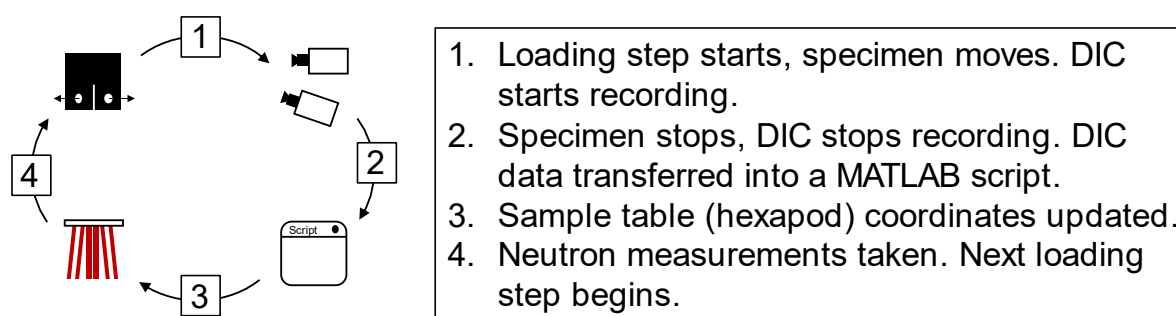 1
2
3
4
Script
1. Loading step starts, specimen moves. DIC
starts recording.
2. Specimen stops, DIC stops recording. DIC
data transferred into a MATLAB script.
3. Sample table (hexapod) coordinates updated.
4. Neutron measurements taken. Next loading
step begins.